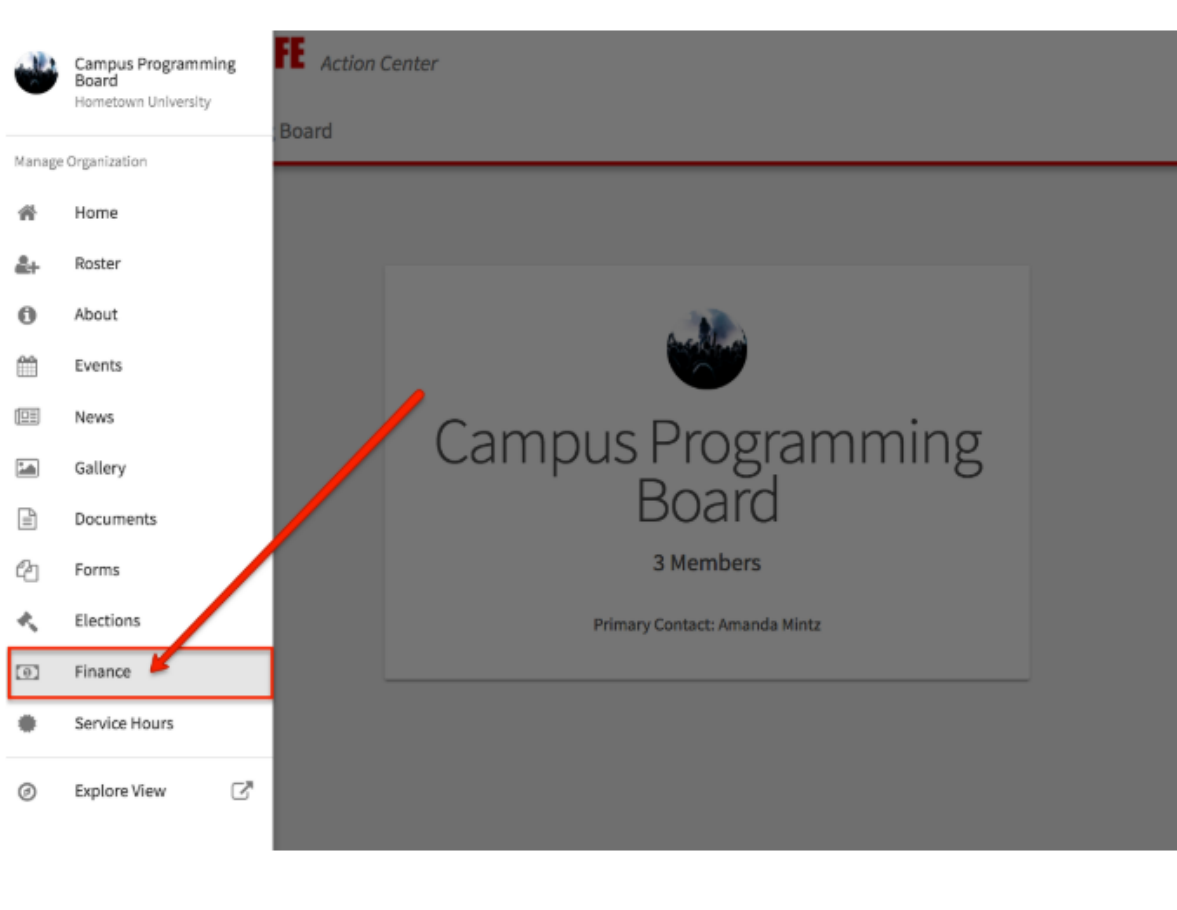 Campus Programming
Board
Hometown University
FE Action Center
Board
Manage Organization
Home
Roster
About
Events
News
Gallery
Documents
Forms
Elections
Finance
Service Hours
Explore View
Campus Programming
Board
3 Members
Primary Contact: Amanda Mintz